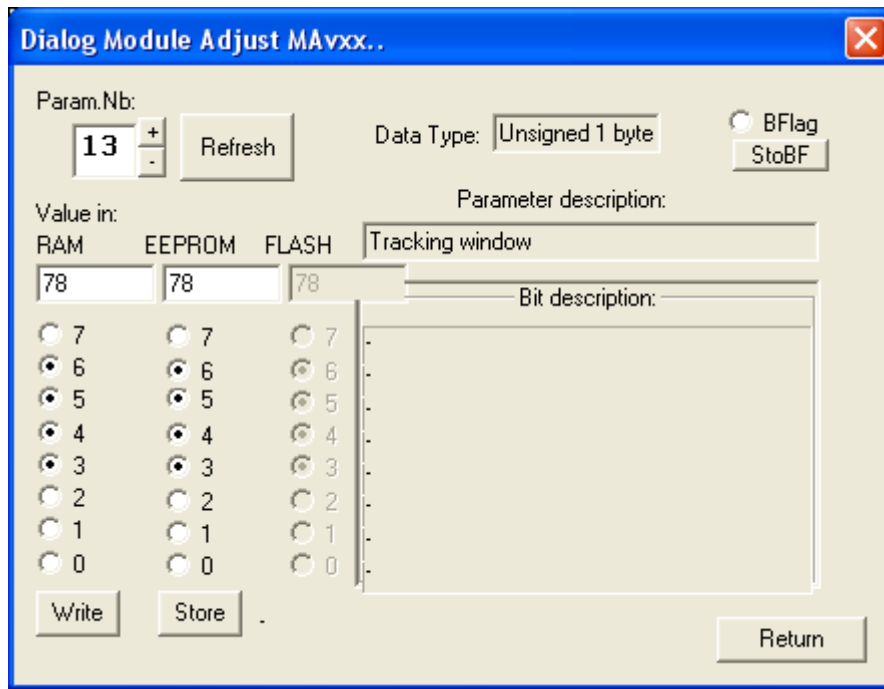 Dialog Module Adjust MAvxx..
Param.Nb:
13
+
-
Refresh
Data Type: Unsigned 1 byte
BFlag
StoBF
Parameter description:
Tracking window
Value in:
RAM EEPROM FLASH
78 78 78
Bit description:
7 7 7 -
6 6 6 -
5 5 5 -
4 4 4 -
3 3 3 -
2 2 2 -
1 1 1 -
0 0 0 -
Write Store -
Return